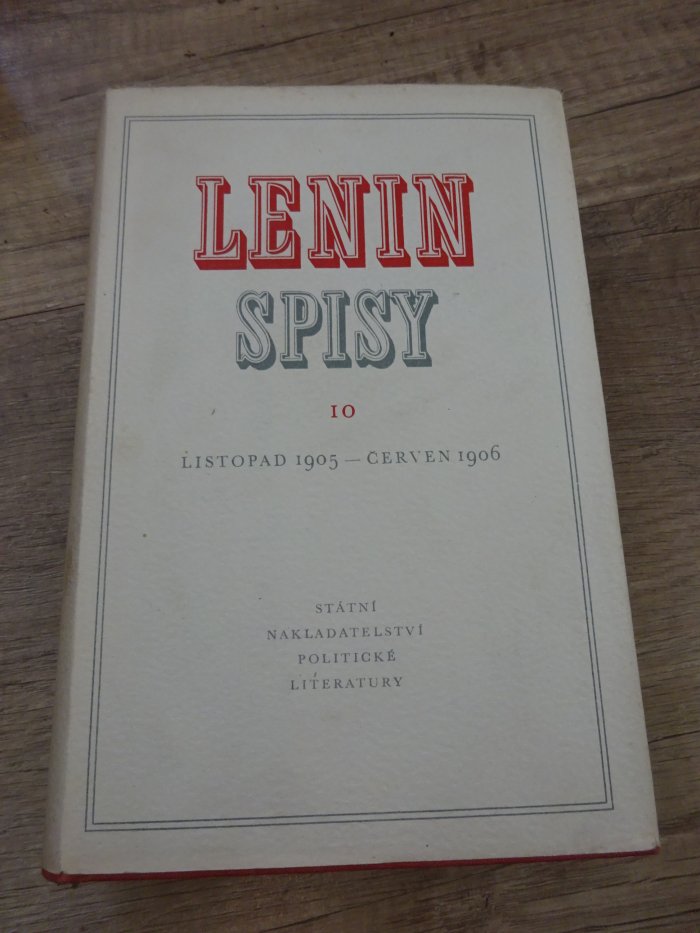 LENIN
SPISY
10
LISTOPAD 1905 — ČERVEN 1906
STÁTNÍ
NAKLADATELSTVÍ
POLITICKÉ
LITERATURY